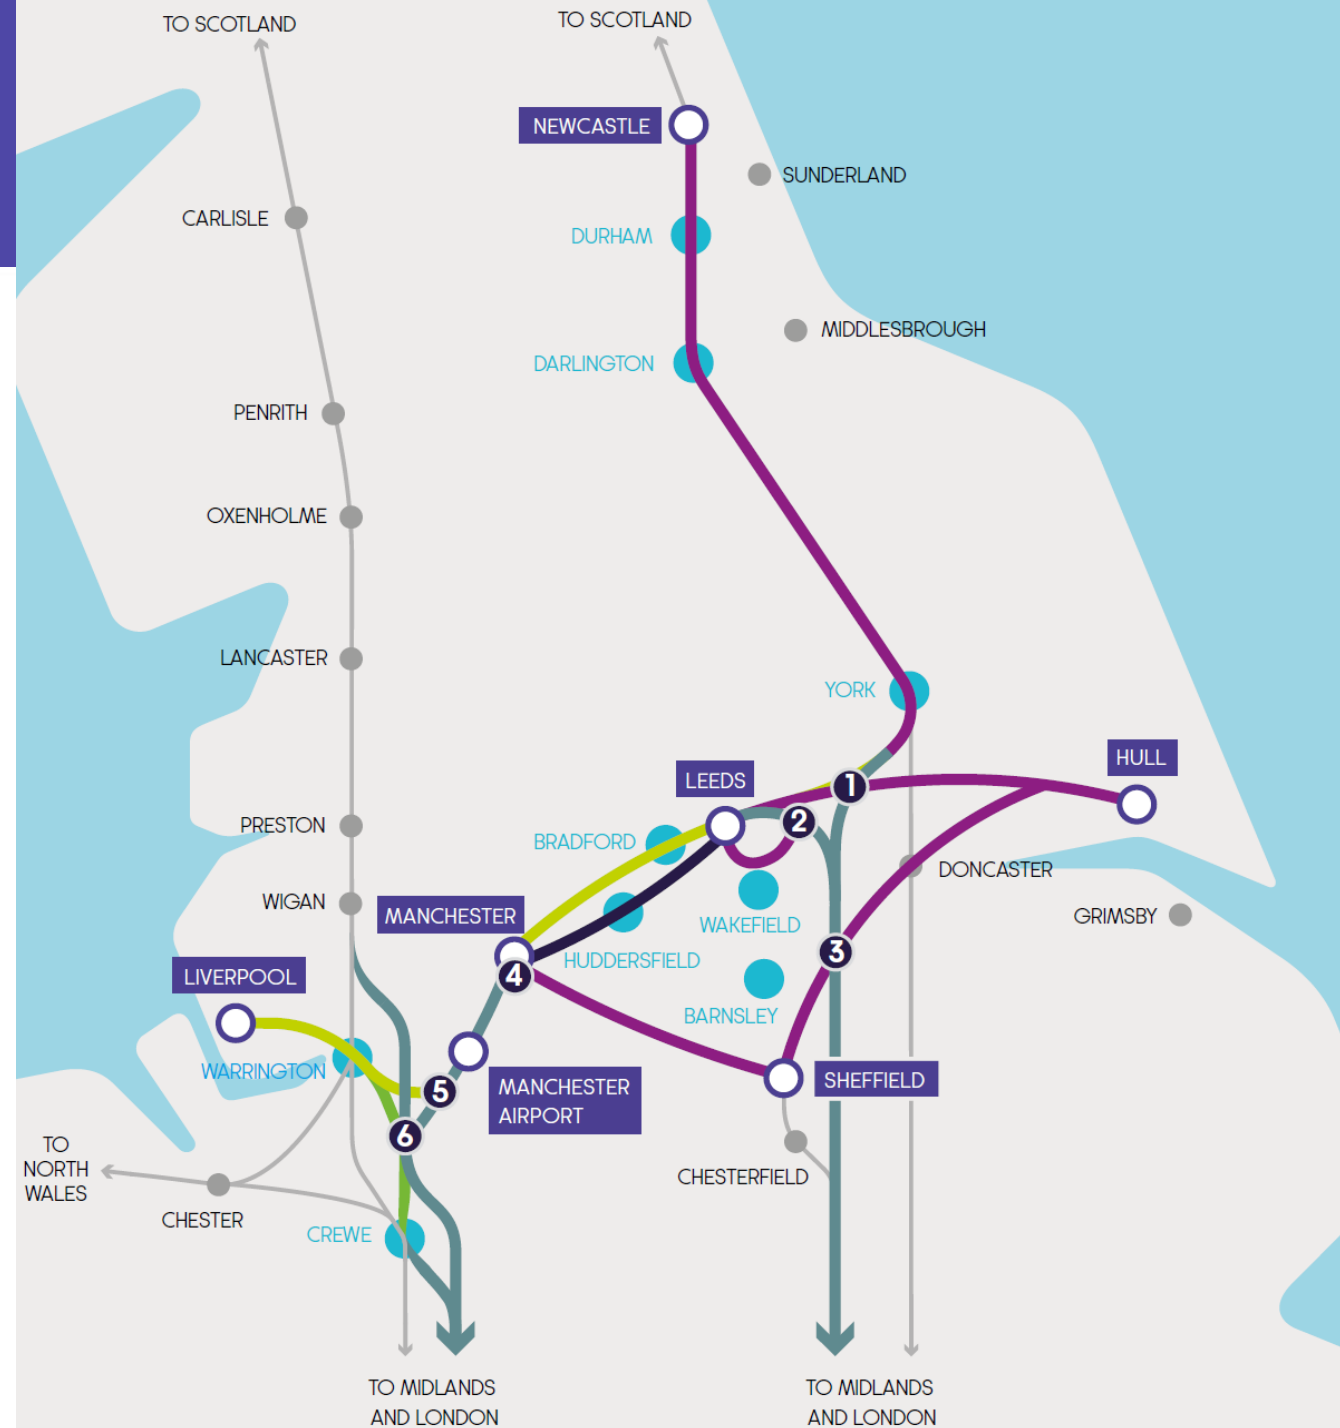 TO SCOTLAND
TO SCOTLAND
NEWCASTLE
SUNDERLAND
CARLISLE
DURHAM
MIDDLESBROUGH
DARLINGTON
PENRITH
OXENHOLME
LANCASTER
YORK
HULL
LEEDS
1
2
PRESTON
BRADFORD
DONCASTER
WIGAN
MANCHESTER
WAKEFIELD
GRIMSBY
HUDDERSFIELD
3
4
LIVERPOOL
BARNSLEY
WARRINGTON
5
MANCHESTER
AIRPORT
SHEFFIELD
6
TO
NORTH
WALES
CHESTERFIELD
CHESTER
CREWE
TO MIDLANDS
AND LONDON
TO MIDLANDS
AND LONDON